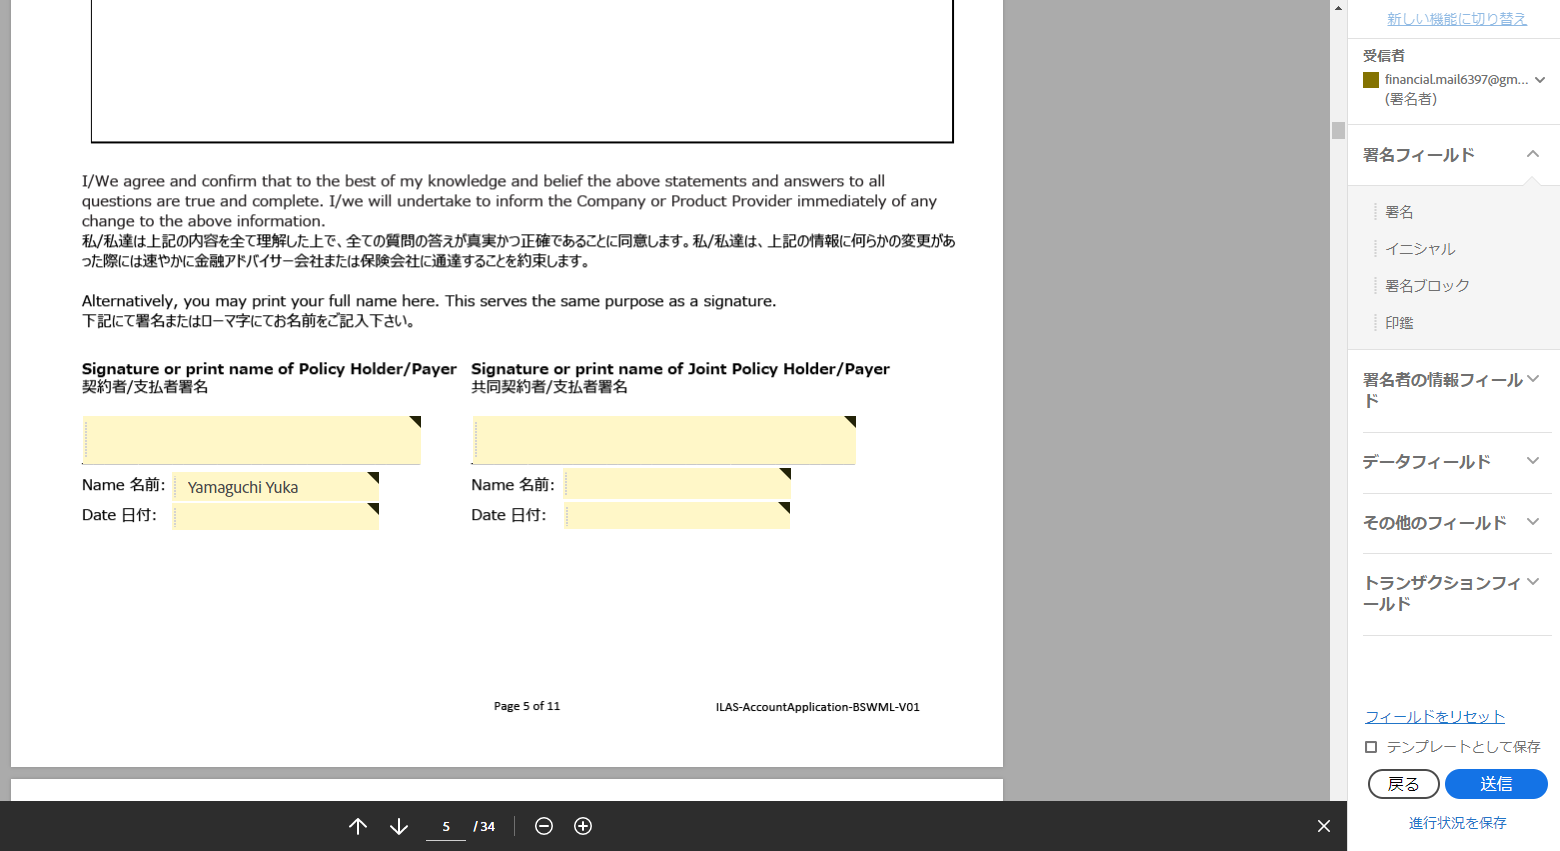 I/We agree and confirm that to the best of my knowledge and belief the above statements and answers to all
questions are true and complete. I/we will undertake to inform the Company or Product Provider immediately of any
change to the above information.
私/私達は上記の内容を全て理解した上で、全ての質問の答えが真実かつ正確であることに同意します。私/私達は、上記の情報に何らかの変更があ
った際には速やかに金融アドバイサー会社または保険会社に通達することを約束します。
Alternatively, you may print your full name here. This serves the same purpose as a signature.
下記にて署名またはローマ字にてお名前をご記入下さい。
Signature or print name of Policy Holder/Payer
契約者/支払者署名
Signature or print name of Joint Policy Holder/Payer
共同契約者/支払者署名
Name 名前: Yamaguchi Yuka
Date 日付:
Name 名前:
Date 日付:
Page 5 of 11
ILAS-AccountApplication-BSWML-V01
5 / 34
新しい機能に切り替え
受信者
financial.mail6397@gm...
(署名者)
署名フィールド
署名
イニシャル
署名ブロック
印鑑
署名者の情報フィール
ド
データフィールド
その他のフィールド
トランザクションフィ
ールド
フィールドをリセット
テンプレートとして保存
戻る
送信
進行状況を保存